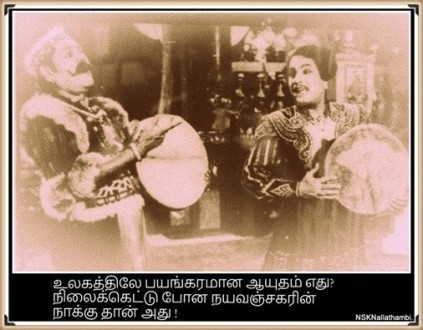 உலகத்திலே பயங்கரமான ஆயுதம் எது?
நிலைக்கெட்டு போன நயவஞ்சகரின்
நாக்கு தான் அது !
NSKNallathambi.